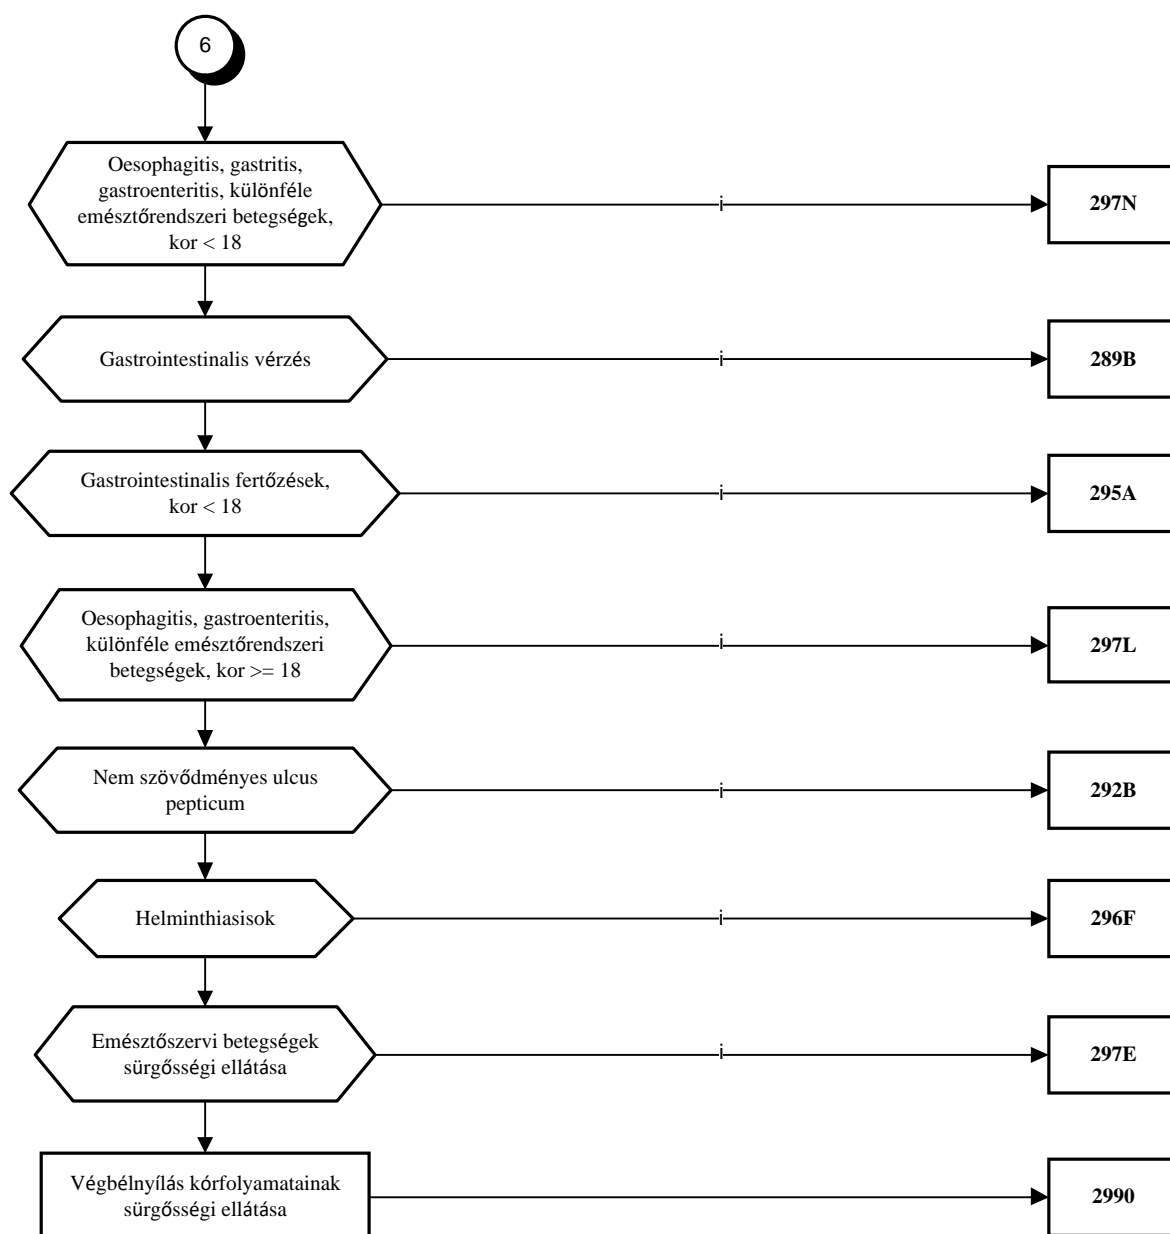 6
Oesophagitis, gastritis,
gastroenteritis, különféle
emésztőrendszeri betegségek,
kor < 18
i
297N
Gastrointestinalis vérzés
i
289B
Gastrointestinalis fertőzések,
kor < 18
i
295A
Oesophagitis, gastroenteritis,
különféle emésztőrendszeri
betegségek, kor >= 18
i
297L
Nem szövődményes ulcus
pepticum
i
292B
Helminthiasisok
i
296F
Emésztőszervi betegségek
sürgősségi ellátása
i
297E
Végbélnyílás kórfolyamatainak
sürgősségi ellátása
2990